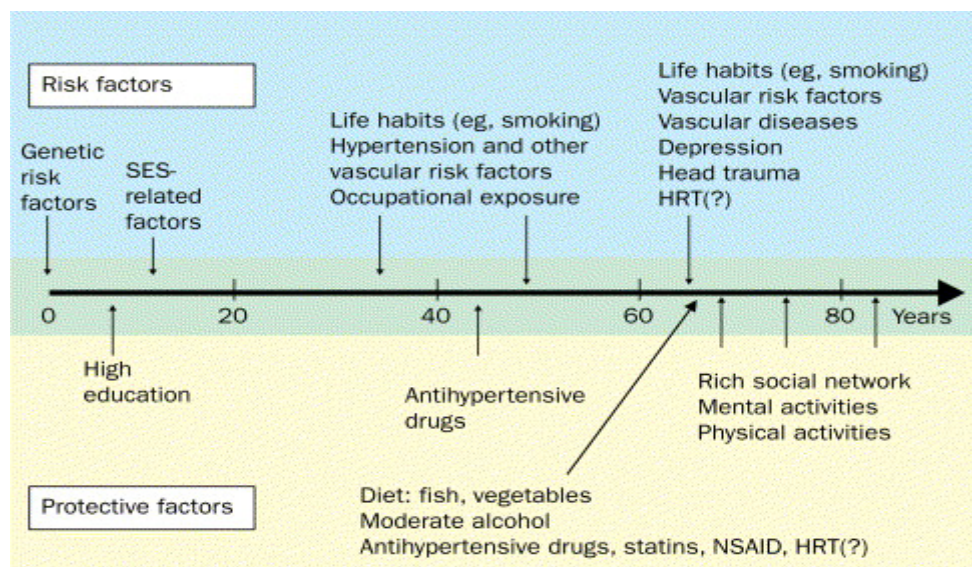 Risk factors
Genetic
risk
factors
SES-
related
factors
Life habits (eg, smoking)
Hypertension and other
vascular risk factors
Occupational exposure
Life habits (eg, smoking)
Vascular risk factors
Vascular diseases
Depression
Head trauma
HRT(?)
0 20 40 60 80 Years
High
education
Antihypertensive
drugs
Rich social network
Mental activities
Physical activities
Protective factors
Diet: fish, vegetables
Moderate alcohol
Antihypertensive drugs, statins, NSAID, HRT(?)